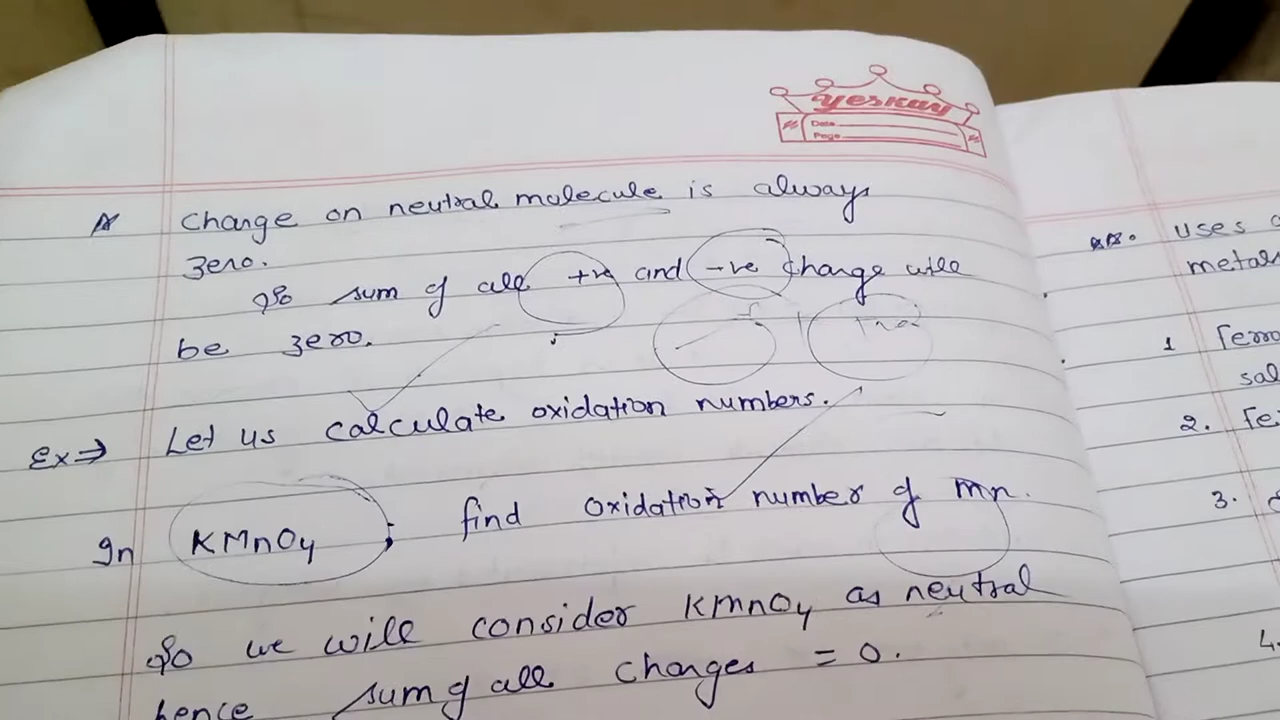 Yeskay
Date
Page
Charge on neutral molecule is always
zero.
So sum of all +ve and -ve charge will
be zero.
Ex⇒ Let us calculate oxidation numbers.
In KMnO4 ; find oxidation number of Mn.
So we will consider KMnO4 as neutral
hence sum of all charges = 0.
uses
metals
1 Ferro
sal
2. Fe
3.
4.